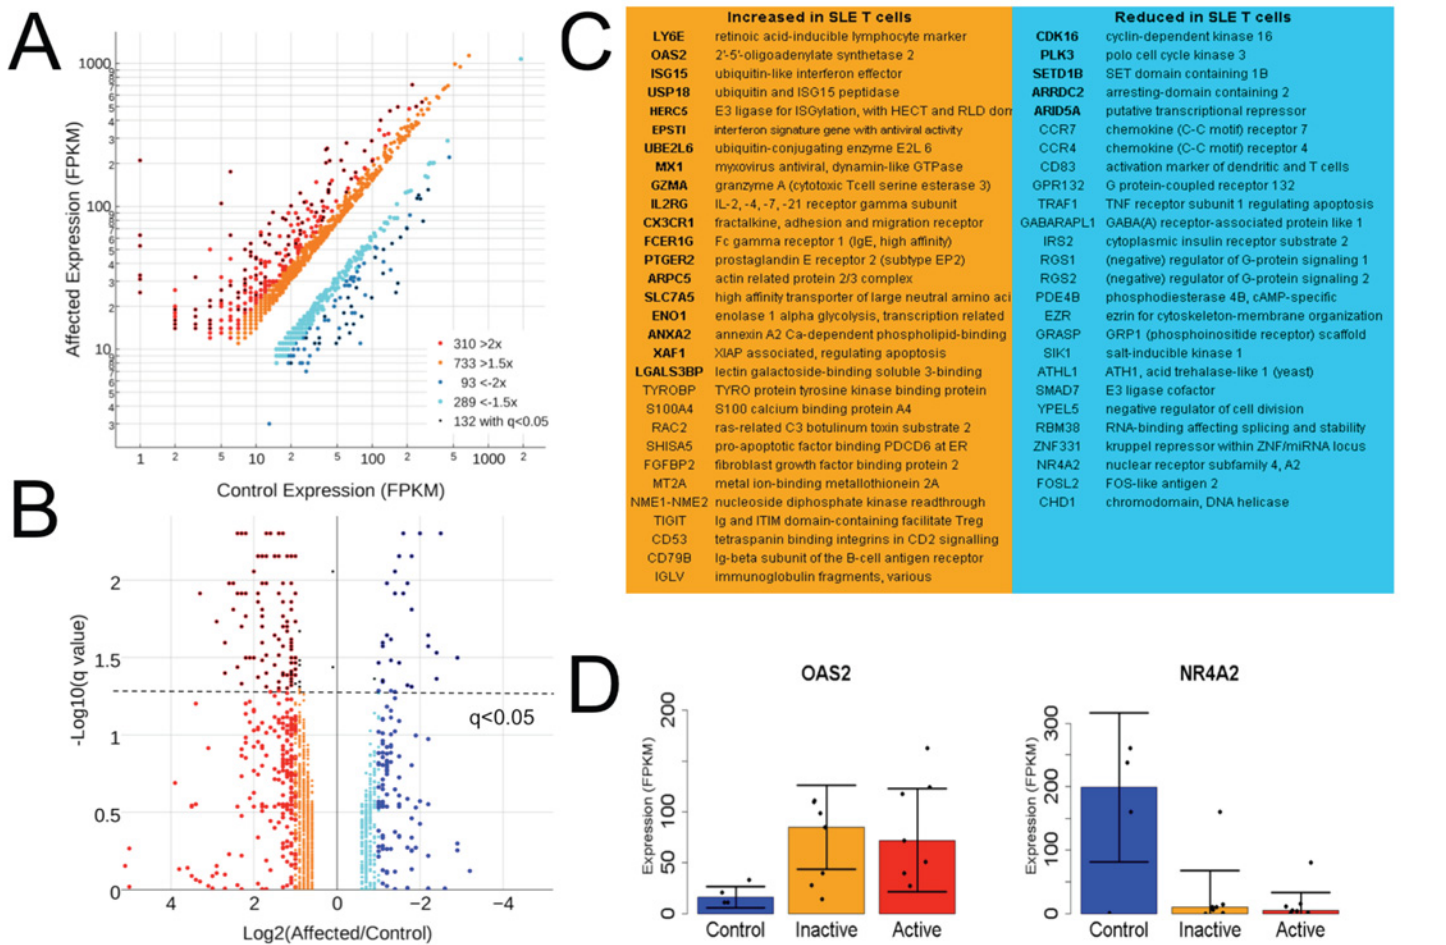 A
Affected Expression (FPKM)
1000
5
4
3
2
100
5
4
3
2
10
5
4
3
1
2
5
10
2
5
100
2
5
1000
2
Control Expression (FPKM)
310 >2x
733 >1.5x
93 <-2x
289 <-1.5x
132 with q<0.05
B
-Log10(q value)
2
1.5
1
0.5
0
q<0.05
4
2
0
−2
−4
Log2(Affected/Control)
C
Increased in SLE T cells
LY6E retinoic acid-inducible lymphocyte marker
OAS2 2'-5'-oligoadenylate synthetase 2
ISG15 ubiquitin-like interferon effector
USP18 ubiquitin and ISG15 peptidase
HERC5 E3 ligase for ISGylation, with HECT and RLD dom
EPSTI interferon signature gene with antiviral activity
UBE2L6 ubiquitin-conjugating enzyme E2L 6
MX1 myxovirus antiviral, dynamin-like GTPase
GZMA granzyme A (cytotoxic Tcell serine esterase 3)
IL2RG IL-2, -4, -7, -21 receptor gamma subunit
CX3CR1 fractalkine, adhesion and migration receptor
FCER1G Fc gamma receptor 1 (IgE, high affinity)
PTGER2 prostaglandin E receptor 2 (subtype EP2)
ARPC5 actin related protein 2/3 complex
SLC7A5 high affinity transporter of large neutral amino aci
ENO1 enolase 1 alpha glycolysis, transcription related
ANXA2 annexin A2 Ca-dependent phospholipid-binding
XAF1 XIAP associated, regulating apoptosis
LGALS3BP lectin galactoside-binding soluble 3-binding
TYROBP TYRO protein tyrosine kinase binding protein
S100A4 S100 calcium binding protein A4
RAC2 ras-related C3 botulinum toxin substrate 2
SHISA5 pro-apoptotic factor binding PDCD6 at ER
FGFBP2 fibroblast growth factor binding protein 2
MT2A metal ion-binding metallothionein 2A
NME1-NME2 nucleoside diphosphate kinase readthrough
TIGIT Ig and ITIM domain-containing facilitate Treg
CD53 tetraspanin binding integrins in CD2 signalling
CD79B Ig-beta subunit of the B-cell antigen receptor
IGLV immunoglobulin fragments, various
Reduced in SLE T cells
CDK16 cyclin-dependent kinase 16
PLK3 polo cell cycle kinase 3
SETD1B SET domain containing 1B
ARRDC2 arresting-domain containing 2
ARID5A putative transcriptional repressor
CCR7 chemokine (C-C motif) receptor 7
CCR4 chemokine (C-C motif) receptor 4
CD83 activation marker of dendritic and T cells
GPR132 G protein-coupled receptor 132
TRAF1 TNF receptor subunit 1 regulating apoptosis
GABARAPL1 GABA(A) receptor-associated protein like 1
IRS2 cytoplasmic insulin receptor substrate 2
RGS1 (negative) regulator of G-protein signaling 1
RGS2 (negative) regulator of G-protein signaling 2
PDE4B phosphodiesterase 4B, cAMP-specific
EZR ezrin for cytoskeleton-membrane organization
GRASP GRP1 (phosphoinositide receptor) scaffold
SIK1 salt-inducible kinase 1
ATHL1 ATH1, acid trehalase-like 1 (yeast)
SMAD7 E3 ligase cofactor
YPEL5 negative regulator of cell division
RBM38 RNA-binding affecting splicing and stability
ZNF331 kruppel repressor within ZNF/miRNA locus
NR4A2 nuclear receptor subfamily 4, A2
FOSL2 FOS-like antigen 2
CHD1 chromodomain, DNA helicase
D
OAS2
Expression (FPKM)
200
100
50
0
Control
Inactive
Active
NR4A2
Expression (FPKM)
300
200
100
0
Control
Inactive
Active